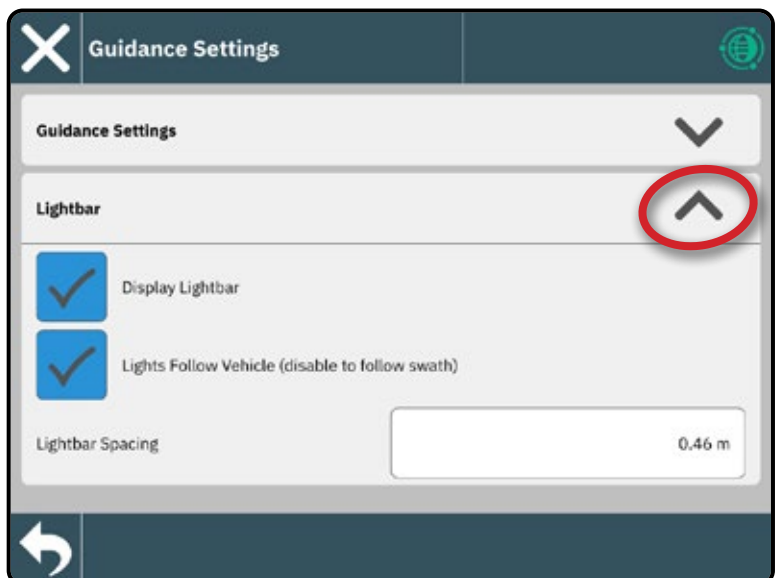 Guidance Settings
Guidance Settings
Lightbar
Display Lightbar
Lights Follow Vehicle (disable to follow swath)
Lightbar Spacing 0.46 m